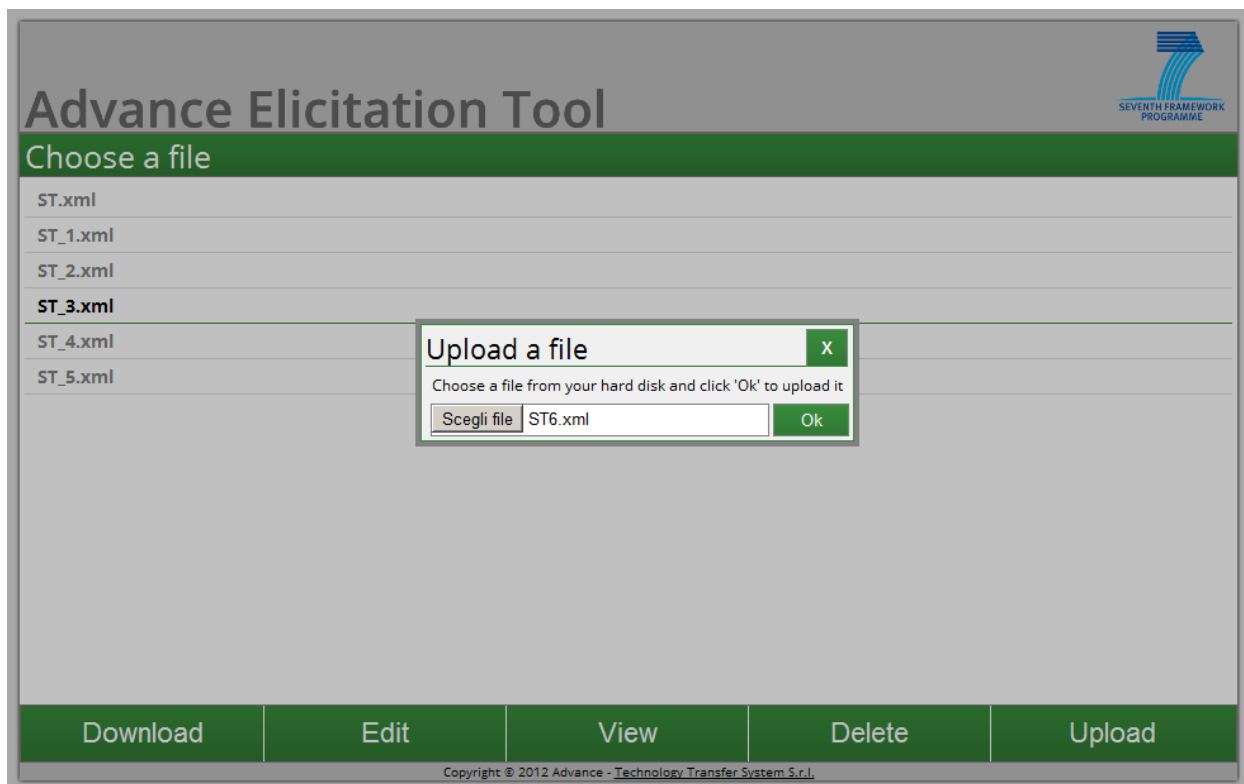 Advance Elicitation Tool
SEVENTH FRAMEWORK
PROGRAMME
Choose a file
ST.xml
ST_1.xml
ST_2.xml
ST_3.xml
ST_4.xml
ST_5.xml
Upload a file
X
Choose a file from your hard disk and click 'Ok' to upload it
Scegli file ST6.xml Ok
Download Edit View Delete Upload
Copyright © 2012 Advance - Technology Transfer System S.r.l.